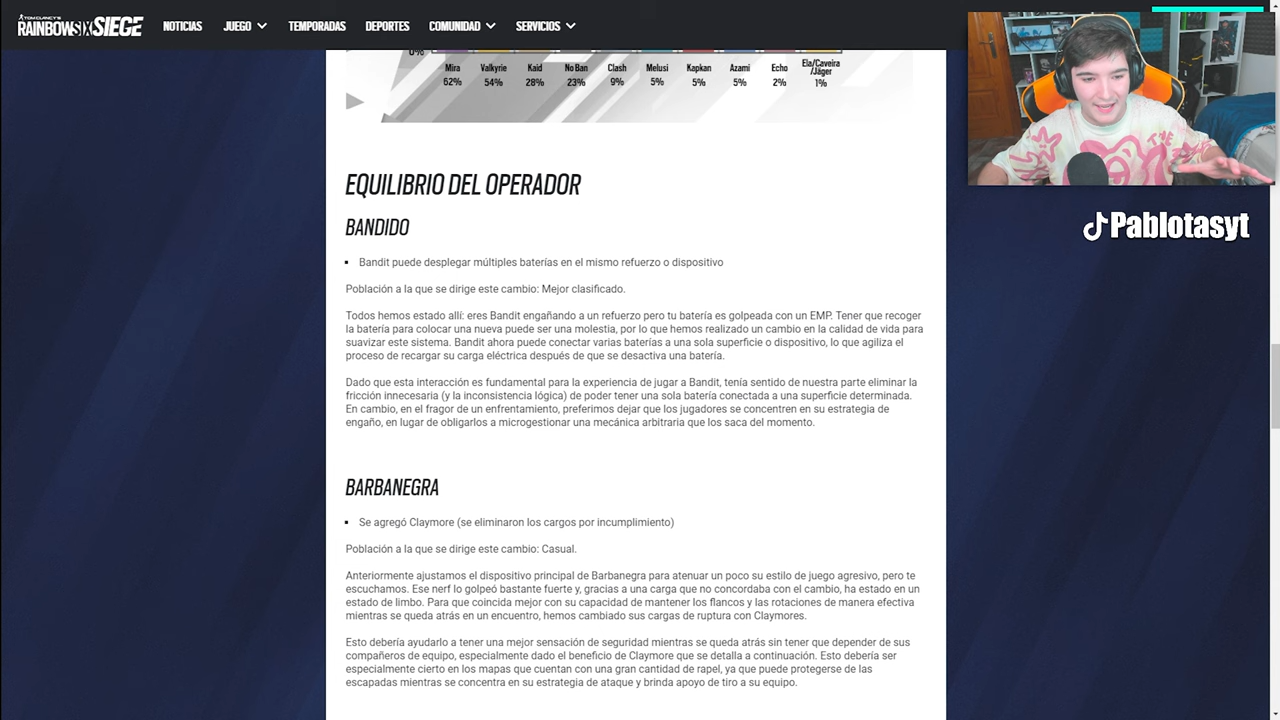 TOM CLANCY'S
RAINBOWSIXSIEGE
NOTICIAS
JUEGO
TEMPORADAS
DEPORTES
COMUNIDAD
SERVICIOS
0%
Mira
Valkyrie
Kaid
No Ban
Clash
Melusi
Kapkan
Azami
Echo
Ela/Caveira
/Jäger
62%
54%
28%
23%
9%
5%
5%
5%
2%
1%
EQUILIBRIO DEL OPERADOR
BANDIDO
Bandit puede desplegar múltiples baterías en el mismo refuerzo o dispositivo
Población a la que se dirige este cambio: Mejor clasificado.
Todos hemos estado allí: eres Bandit engañando a un refuerzo pero tu batería es golpeada con un EMP. Tener que recoger
la batería para colocar una nueva puede ser una molestia, por lo que hemos realizado un cambio en la calidad de vida para
suavizar este sistema. Bandit ahora puede conectar varias baterías a una sola superficie o dispositivo, lo que agiliza el
proceso de recargar su carga eléctrica después de que se desactiva una batería.
Dado que esta interacción es fundamental para la experiencia de jugar a Bandit, tenía sentido de nuestra parte eliminar la
fricción innecesaria (y la inconsistencia lógica) de poder tener una sola batería conectada a una superficie determinada.
En cambio, en el fragor de un enfrentamiento, preferimos dejar que los jugadores se concentren en su estrategia de
engaño, en lugar de obligarlos a microgestionar una mecánica arbitraria que los saca del momento.
BARBANEGRA
Se agregó Claymore (se eliminaron los cargos por incumplimiento)
Población a la que se dirige este cambio: Casual.
Anteriormente ajustamos el dispositivo principal de Barbanegra para atenuar un poco su estilo de juego agresivo, pero te
escuchamos. Ese nerf lo golpeó bastante fuerte y, gracias a una carga que no concordaba con el cambio, ha estado en un
estado de limbo. Para que coincida mejor con su capacidad de mantener los flancos y las rotaciones de manera efectiva
mientras se queda atrás en un encuentro, hemos cambiado sus cargas de ruptura con Claymores.
Esto debería ayudarlo a tener una mejor sensación de seguridad mientras se queda atrás sin tener que depender de sus
compañeros de equipo, especialmente dado el beneficio de Claymore que se detalla a continuación. Esto debería ser
especialmente cierto en los mapas que cuentan con una gran cantidad de rapel, ya que puede protegerse de las
escapadas mientras se concentra en su estrategia de ataque y brinda apoyo de tiro a su equipo.
Pablotasyt